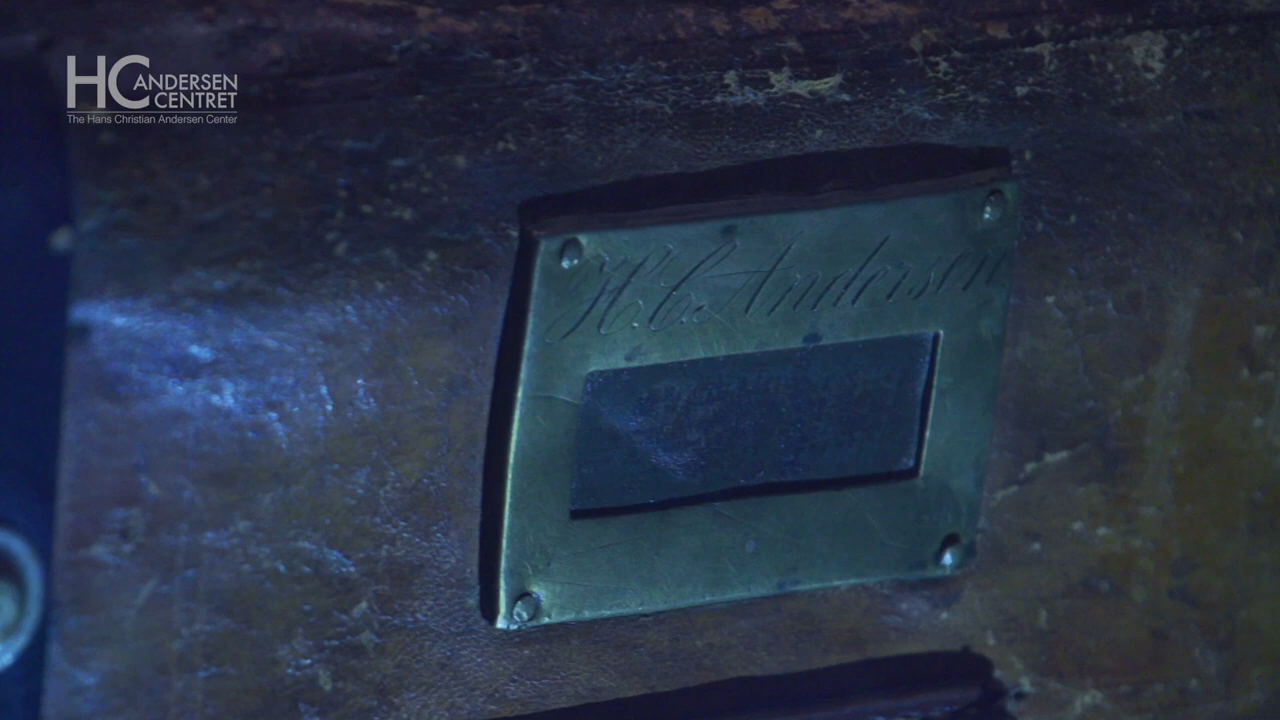 HC ANDERSEN
CENTRET
The Hans Christian Andersen Center
H.C. Andersen